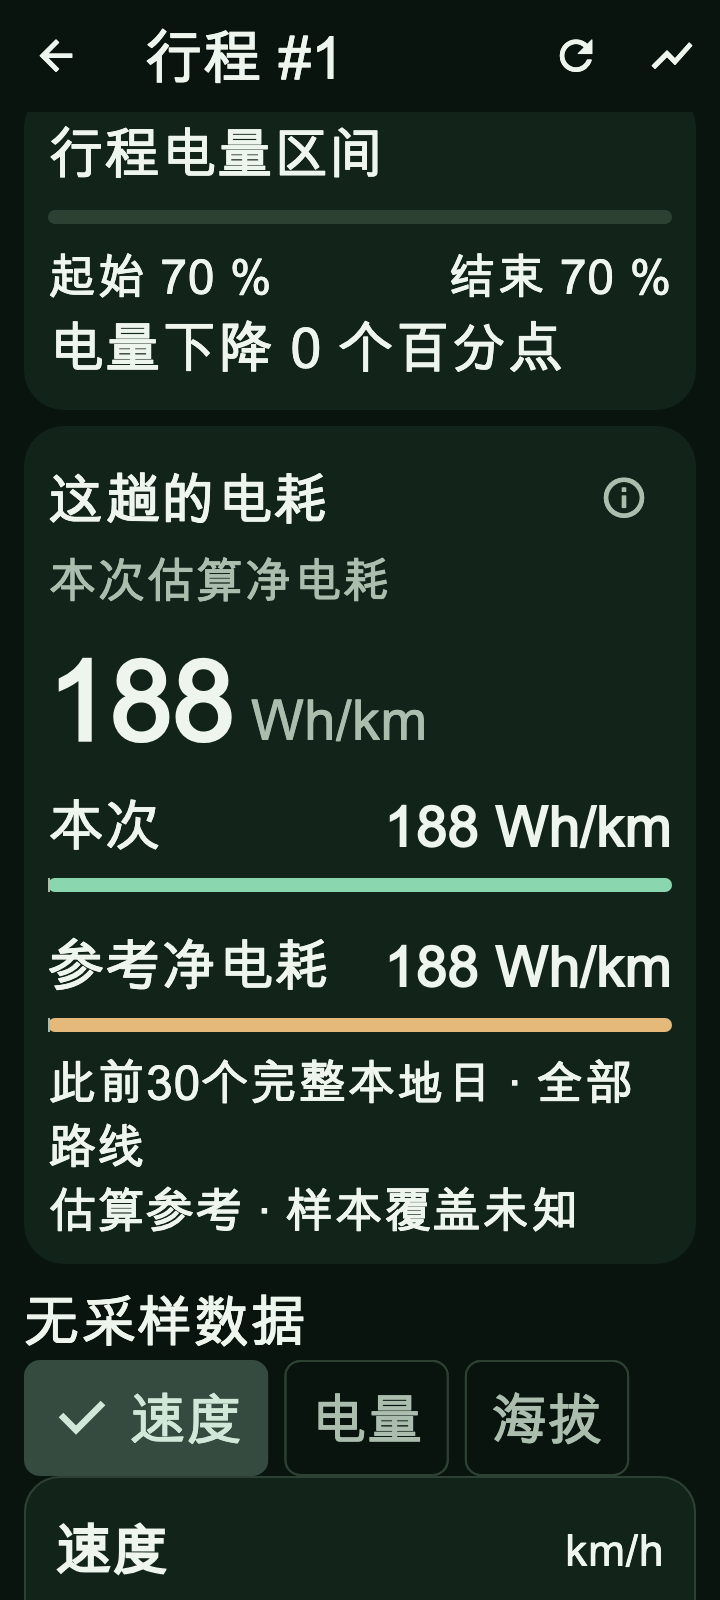 行程 #1
行程电量区间
起始 70 %
结束 70 %
电量下降 0 个百分点
这趟的电耗
本次估算净电耗
188 Wh/km
本次
188 Wh/km
参考净电耗
188 Wh/km
此前30个完整本地日 · 全部
路线
估算参考 · 样本覆盖未知
无采样数据
速度
电量
海拔
速度
km/h